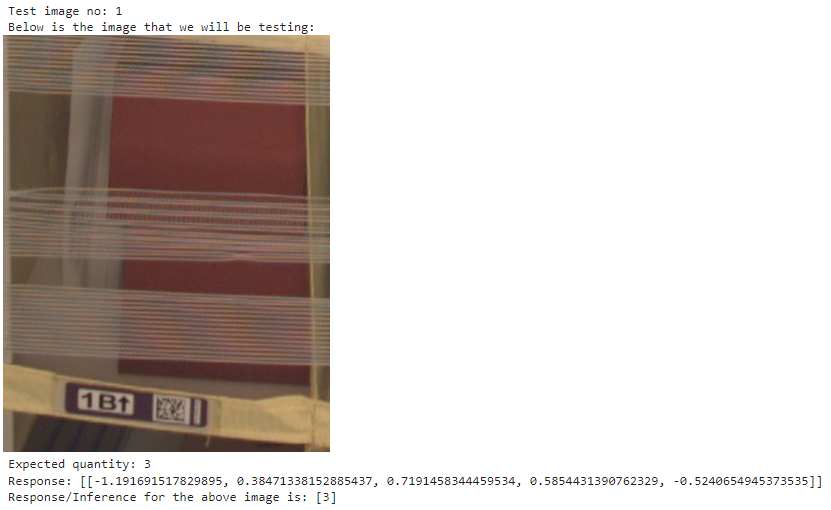 Test image no: 1
Below is the image that we will be testing:
1B↑
Expected quantity: 3
Response: [[-1.191691517829895, 0.38471338152885437, 0.7191458344459534, 0.5854431390762329, -0.5240654945373535]]
Response/Inference for the above image is: [3]